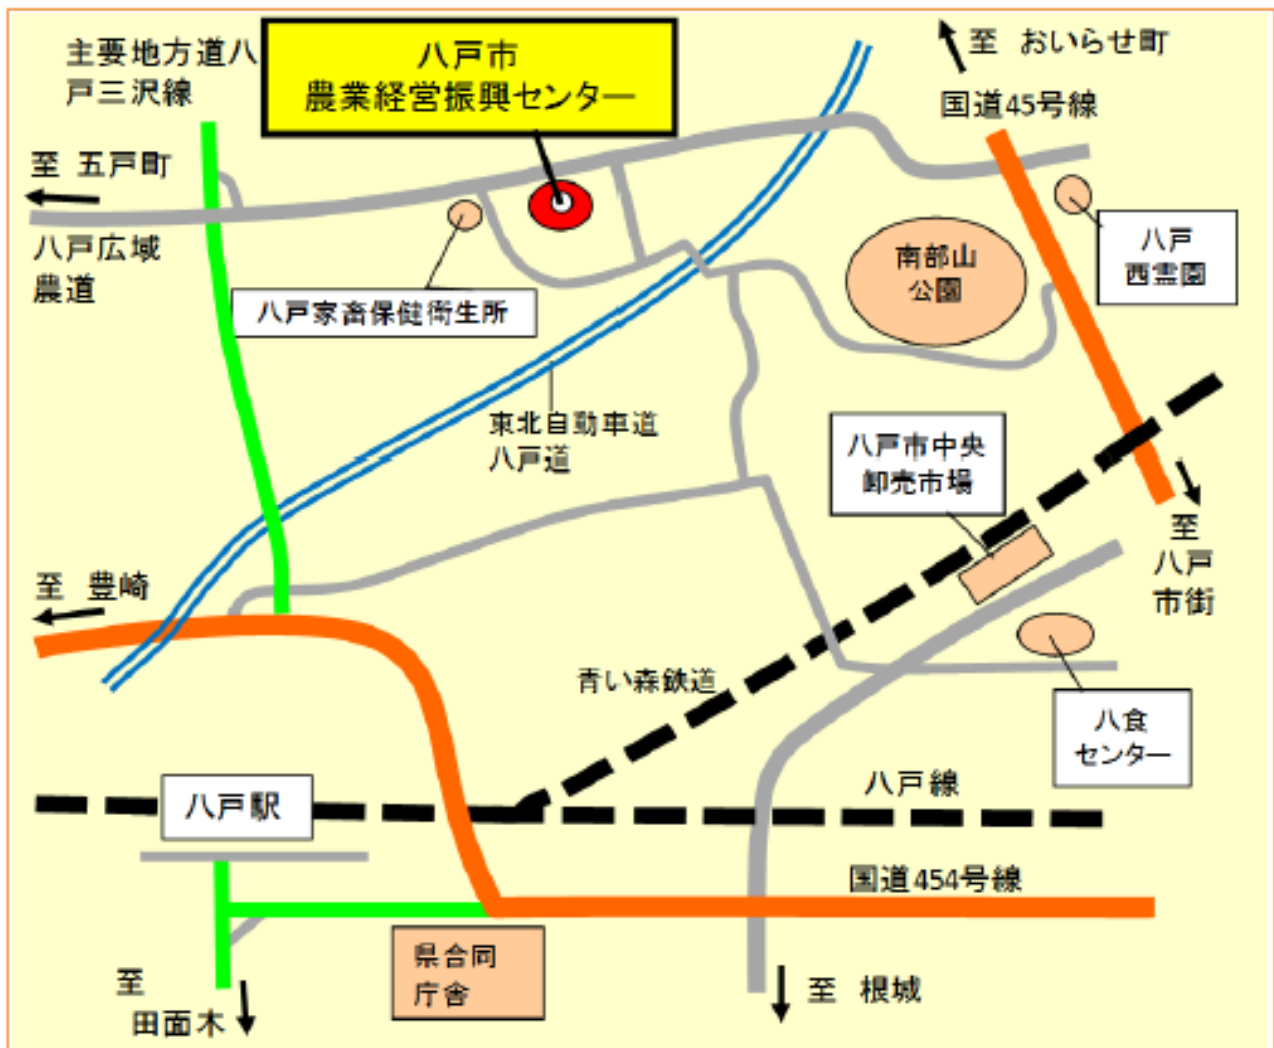 主要地方道八
戸三沢線
八戸市
農業経営振興センター
至 おいらせ町
国道45号線
至 五戸町
八戸広域
農道
八戸家畜保健衛生所
南部山
公園
八戸
西霊園
東北自動車道
八戸道
八戸市中央
卸売市場
至
八戸
市街
至 豊崎
青い森鉄道
八食
センター
八戸駅
八戸線
国道454号線
県合同
庁舎
至
田面木
至 根城